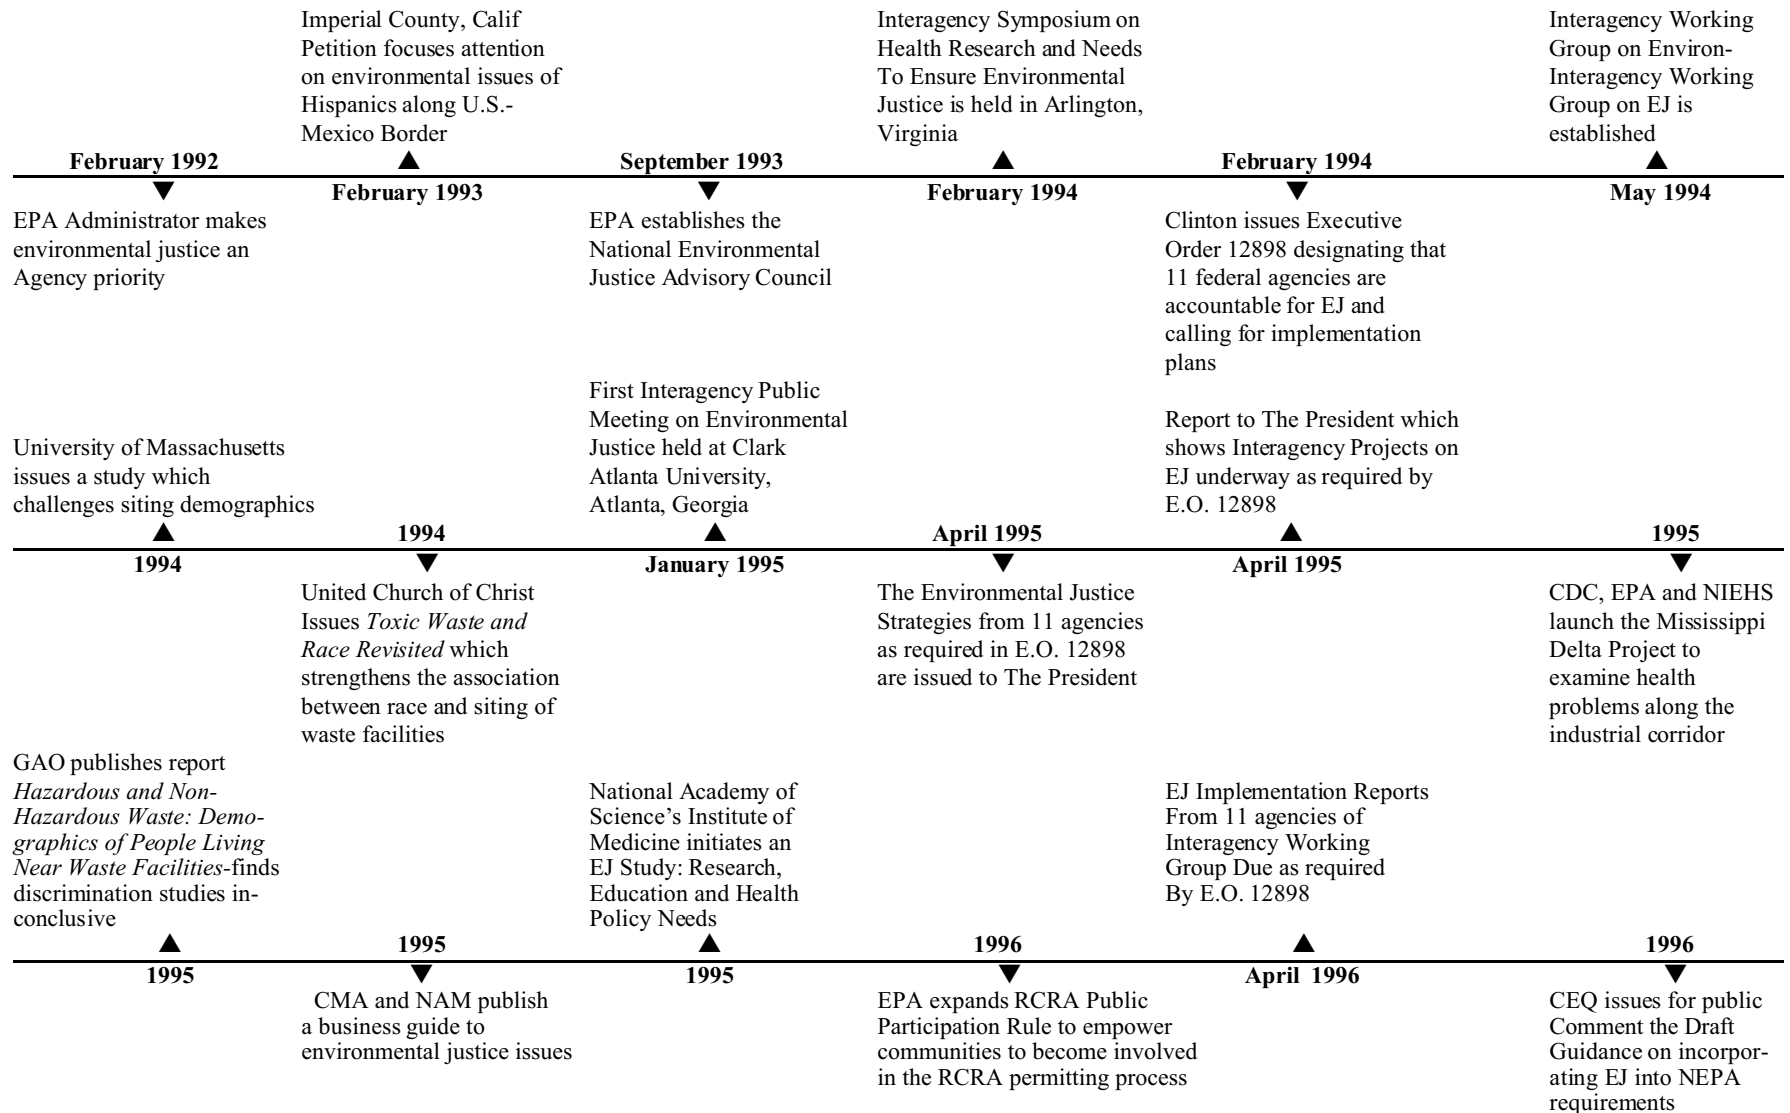 Imperial County, Calif
Petition focuses attention
on environmental issues of
Hispanics along U.S.-
Mexico Border
Interagency Symposium on
Health Research and Needs
To Ensure Environmental
Justice is held in Arlington,
Virginia
Interagency Working
Group on Environ-
Interagency Working
Group on EJ is
established
February 1992
September 1993
February 1994
February 1993
February 1994
May 1994
EPA Administrator makes
environmental justice an
Agency priority
EPA establishes the
National Environmental
Justice Advisory Council
Clinton issues Executive
Order 12898 designating that
11 federal agencies are
accountable for EJ and
calling for implementation
plans
University of Massachusetts
issues a study which
challenges siting demographics
First Interagency Public
Meeting on Environmental
Justice held at Clark
Atlanta University,
Atlanta, Georgia
Report to The President which
shows Interagency Projects on
EJ underway as required by
E.O. 12898
1994
April 1995
1995
1994
January 1995
April 1995
United Church of Christ
Issues Toxic Waste and
Race Revisited which
strengthens the association
between race and siting of
waste facilities
The Environmental Justice
Strategies from 11 agencies
as required in E.O. 12898
are issued to The President
CDC, EPA and NIEHS
launch the Mississippi
Delta Project to
examine health
problems along the
industrial corridor
GAO publishes report
Hazardous and Non-
Hazardous Waste: Demo-
graphics of People Living
Near Waste Facilities-finds
discrimination studies in-
conclusive
National Academy of
Science's Institute of
Medicine initiates an
EJ Study: Research,
Education and Health
Policy Needs
EJ Implementation Reports
From 11 agencies of
Interagency Working
Group Due as required
By E.O. 12898
1995
1996
1996
1995
1995
April 1996
CMA and NAM publish
a business guide to
environmental justice issues
EPA expands RCRA Public
Participation Rule to empower
communities to become involved
in the RCRA permitting process
CEQ issues for public
Comment the Draft
Guidance on incorpor-
ating EJ into NEPA
requirements